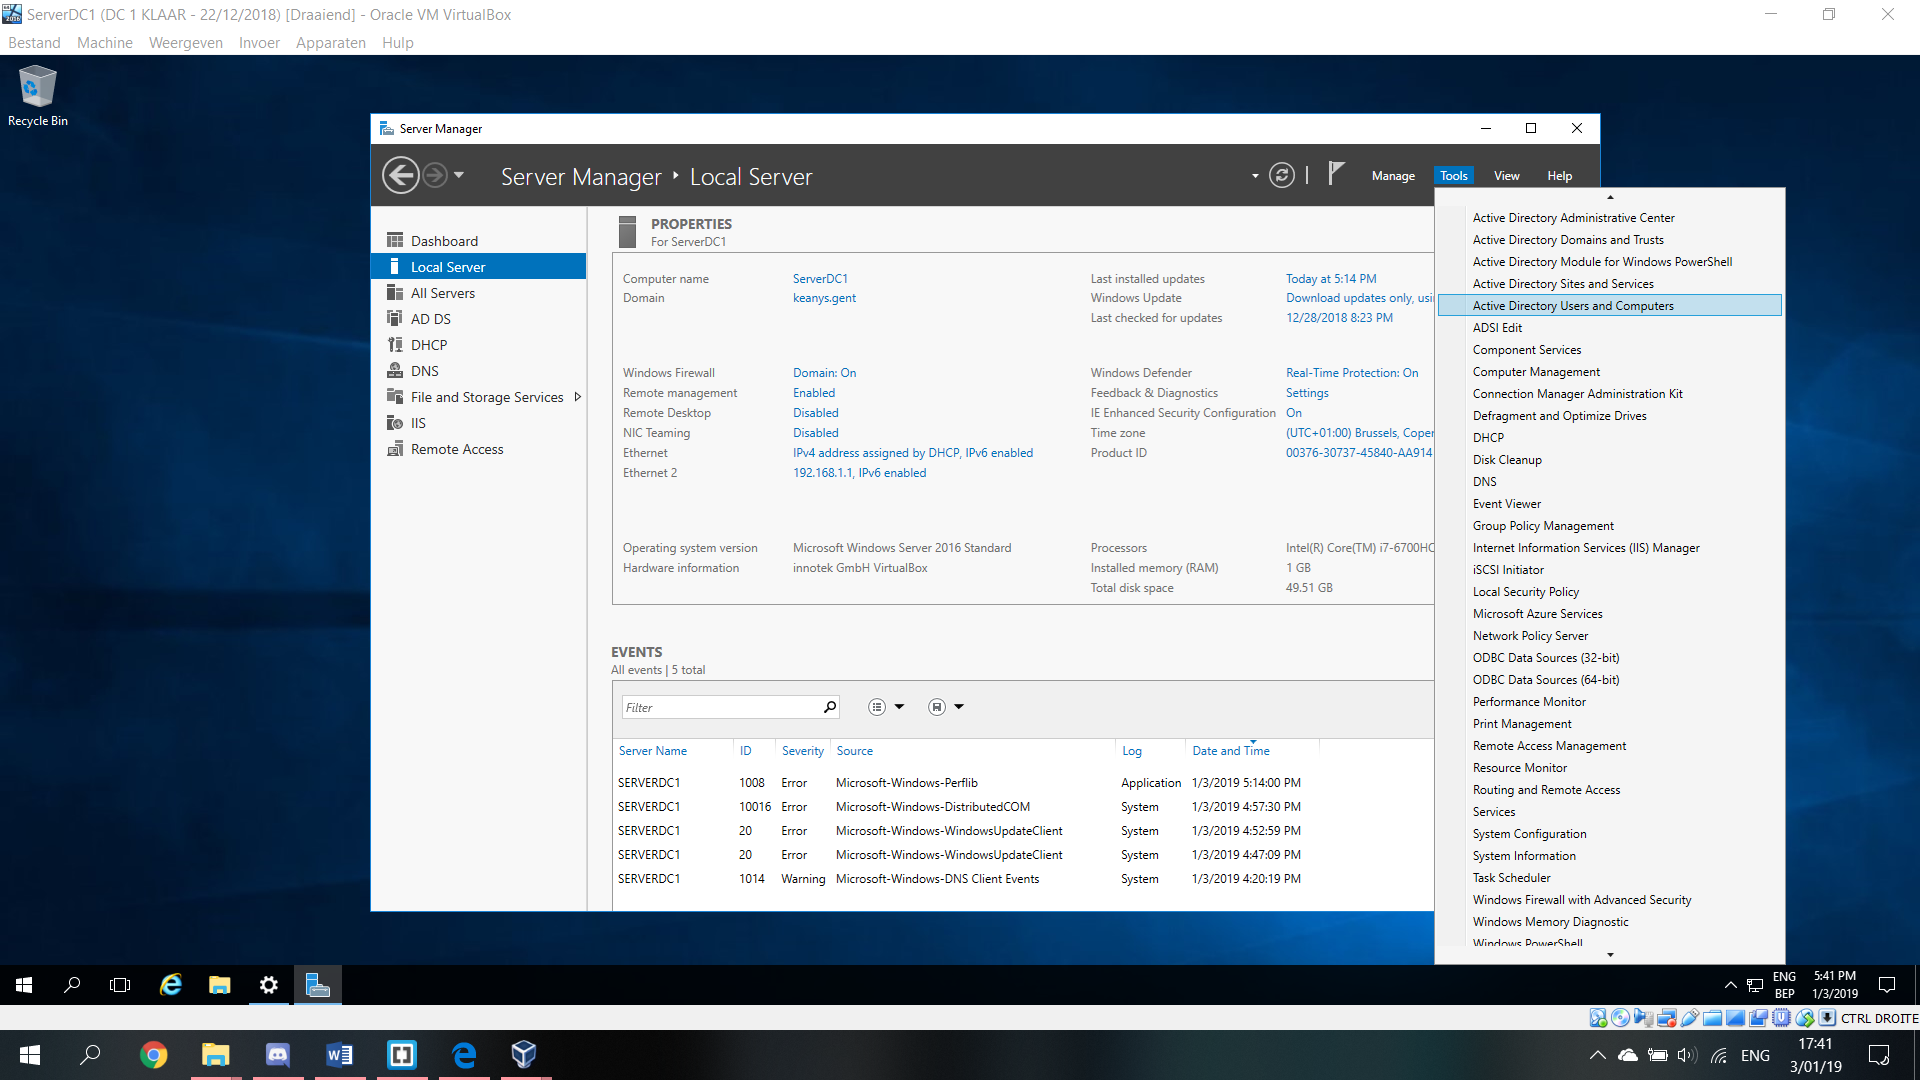 ServerDC1 (DC 1 KLAAR - 22/12/2018) [Draaiend] - Oracle VM VirtualBox
Bestand Machine Weergeven Invoer Apparaten Hulp
Recycle Bin
Server Manager
Server Manager ‣ Local Server
Manage Tools View Help
Dashboard
Local Server
All Servers
AD DS
DHCP
DNS
File and Storage Services
IIS
Remote Access
PROPERTIES
For ServerDC1
Computer name ServerDC1 Last installed updates Today at 5:14 PM
Domain keanys.gent Windows Update Download updates only, usi
Last checked for updates 12/28/2018 8:23 PM
Windows Firewall Domain: On Windows Defender Real-Time Protection: On
Remote management Enabled Feedback & Diagnostics Settings
Remote Desktop Disabled IE Enhanced Security Configuration On
NIC Teaming Disabled Time zone (UTC+01:00) Brussels, Coper
Ethernet IPv4 address assigned by DHCP, IPv6 enabled Product ID 00376-30737-45840-AA914
Ethernet 2 192.168.1.1, IPv6 enabled
Operating system version Microsoft Windows Server 2016 Standard Processors Intel(R) Core(TM) i7-6700HC
Hardware information innotek GmbH VirtualBox Installed memory (RAM) 1 GB
Total disk space 49.51 GB
EVENTS
All events | 5 total
Filter
Server Name ID Severity Source Log Date and Time
SERVERDC1 1008 Error Microsoft-Windows-Perflib Application 1/3/2019 5:14:00 PM
SERVERDC1 10016 Error Microsoft-Windows-DistributedCOM System 1/3/2019 4:57:30 PM
SERVERDC1 20 Error Microsoft-Windows-WindowsUpdateClient System 1/3/2019 4:52:59 PM
SERVERDC1 20 Error Microsoft-Windows-WindowsUpdateClient System 1/3/2019 4:47:09 PM
SERVERDC1 1014 Warning Microsoft-Windows-DNS Client Events System 1/3/2019 4:20:19 PM
Active Directory Administrative Center
Active Directory Domains and Trusts
Active Directory Module for Windows PowerShell
Active Directory Sites and Services
Active Directory Users and Computers
ADSI Edit
Component Services
Computer Management
Connection Manager Administration Kit
Defragment and Optimize Drives
DHCP
Disk Cleanup
DNS
Event Viewer
Group Policy Management
Internet Information Services (IIS) Manager
iSCSI Initiator
Local Security Policy
Microsoft Azure Services
Network Policy Server
ODBC Data Sources (32-bit)
ODBC Data Sources (64-bit)
Performance Monitor
Print Management
Remote Access Management
Resource Monitor
Routing and Remote Access
Services
System Configuration
System Information
Task Scheduler
Windows Firewall with Advanced Security
Windows Memory Diagnostic
Windows PowerShell
ENG
BEP
5:41 PM
1/3/2019
CTRL DROITE
ENG
17:41
3/01/19